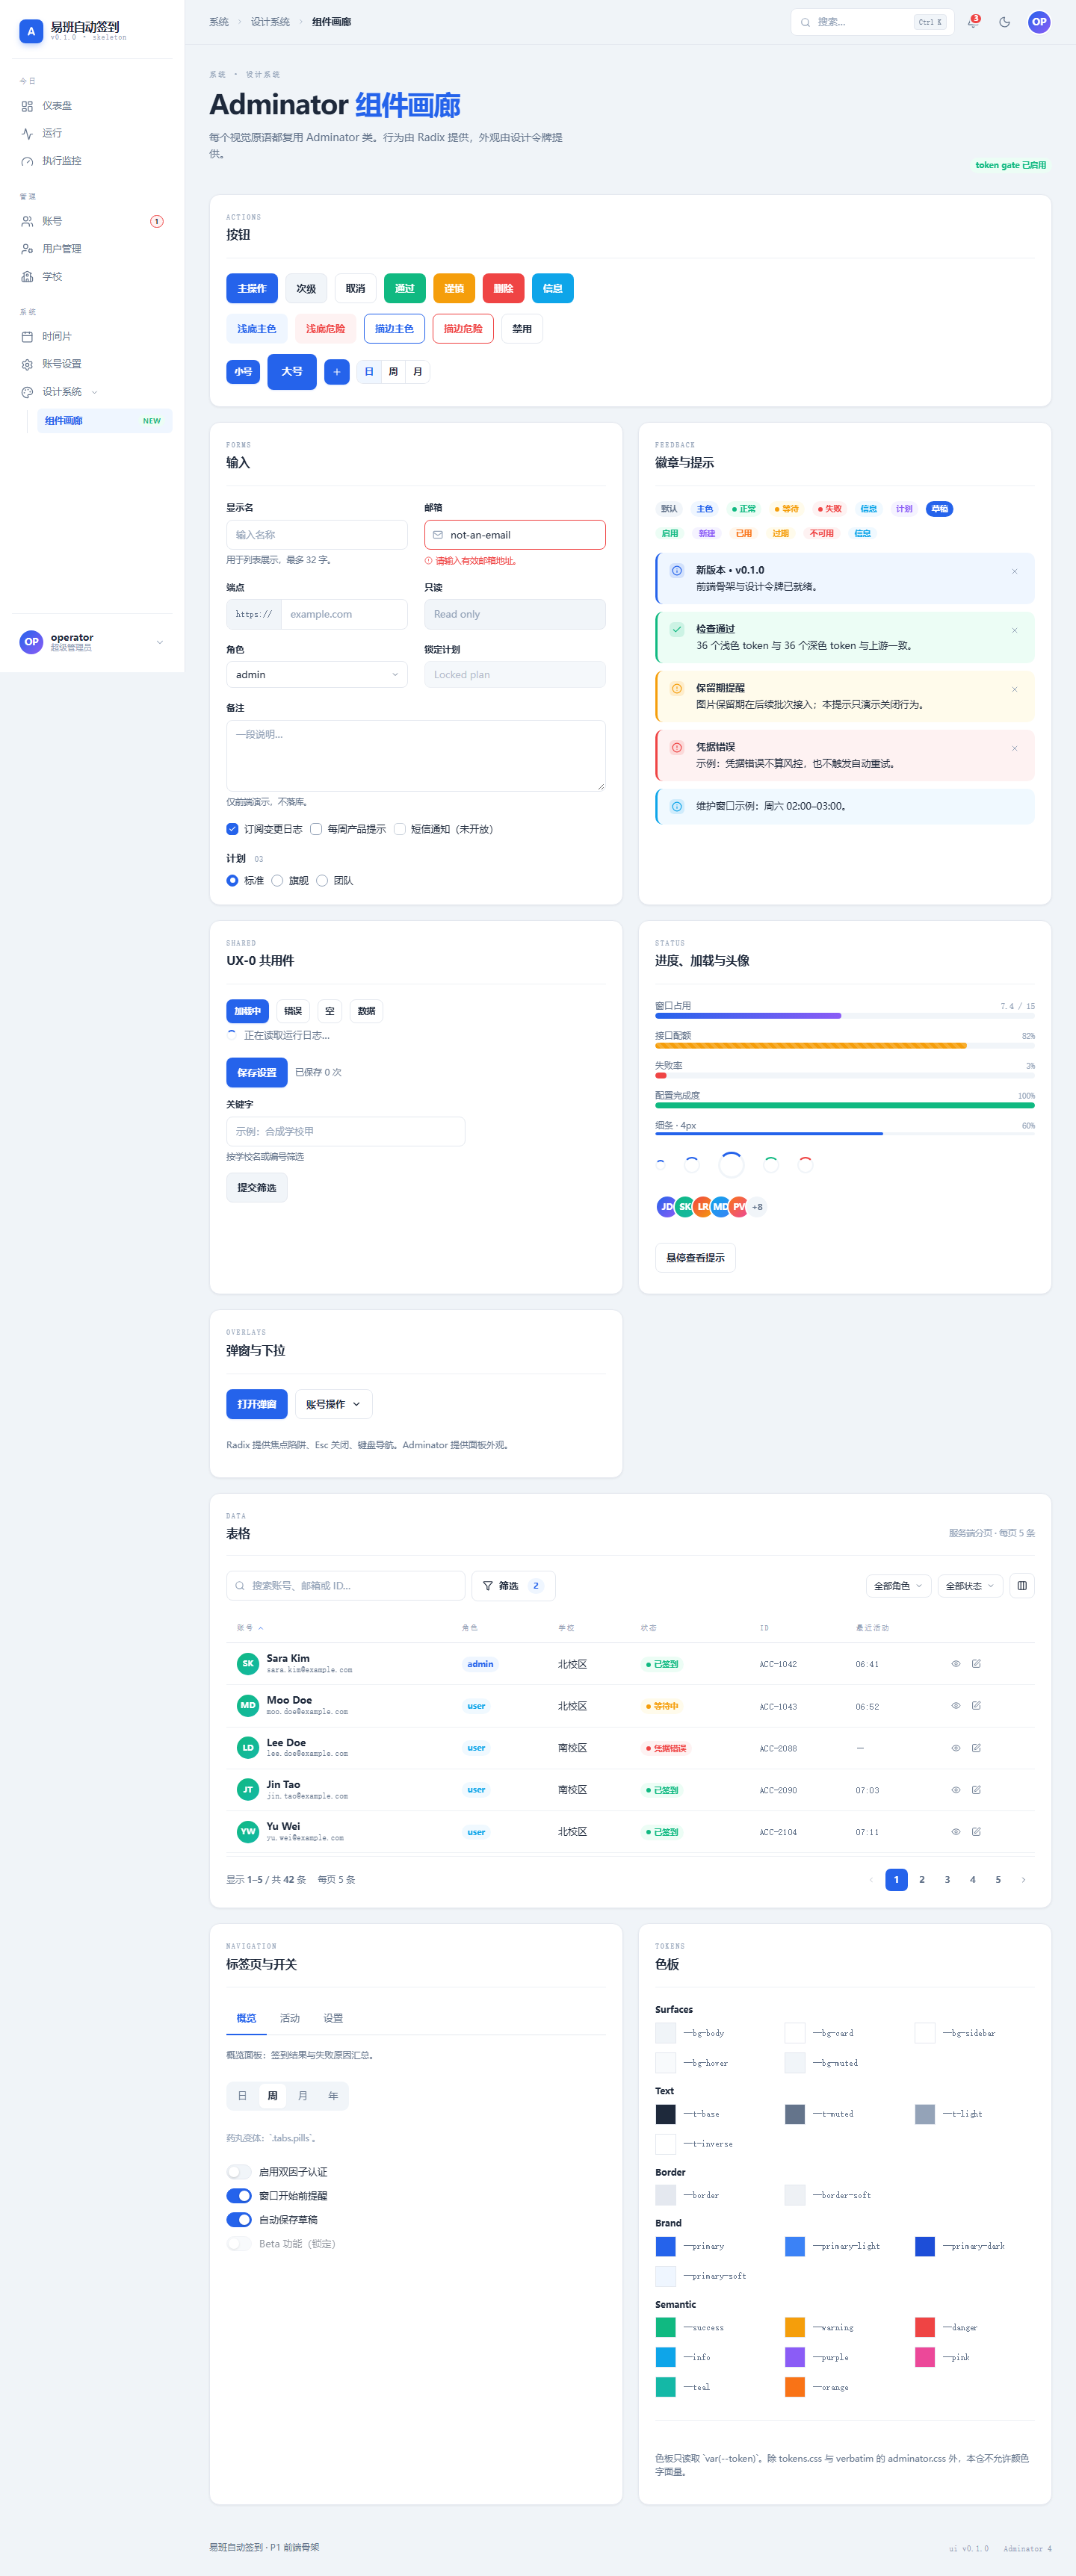 A
易班自动签到
v0.1.0 • skeleton
今日
仪表盘
运行
执行监控
管理
账号
1
用户管理
学校
系统
时间片
账号设置
设计系统
组件画廊 NEW
OP
operator
超级管理员
系统 › 设计系统 › 组件画廊
搜索... Ctrl K
3
OP
系统 • 设计系统
Adminator 组件画廊
每个视觉原语都复用 Adminator 类。行为由 Radix 提供，外观由设计令牌提
供。
token gate 已启用
ACTIONS
按钮
主操作 次级 取消 通过 谨慎 删除 信息
浅底主色 浅底危险 描边主色 描边危险 禁用
小号 大号 + 日 周 月
FORMS
输入
显示名
输入名称
用于列表展示，最多 32 字。
邮箱
not-an-email
请输入有效邮箱地址。
端点
https:// example.com
只读
Read only
角色
admin
锁定计划
Locked plan
备注
一段说明...
仅前端演示，不落库。
订阅变更日志 每周产品提示 短信通知（未开放）
计划 03
标准 旗舰 团队
FEEDBACK
徽章与提示
默认 主色 正常 等待 失败 信息 计划 草稿
启用 新建 已用 过期 不可用 信息
新版本 • v0.1.0
前端骨架与设计令牌已就绪。
检查通过
36 个浅色 token 与 36 个深色 token 与上游一致。
保留期提醒
图片保留期在后续批次接入；本提示只演示关闭行为。
凭据错误
示例：凭据错误不算风控，也不触发自动重试。
维护窗口示例：周六 02:00–03:00。
SHARED
UX-0 共用件
加载中 错误 空 数据
正在读取运行日志...
保存设置 已保存 0 次
关键字
示例：合成学校甲
按学校名或编号筛选
提交筛选
STATUS
进度、加载与头像
窗口占用 7.4 / 15
接口配额 82%
失败率 3%
配置完成度 100%
细条 · 4px 60%
JD SK LR MD PV +8
悬停查看提示
OVERLAYS
弹窗与下拉
打开弹窗 账号操作
Radix 提供焦点陷阱、Esc 关闭、键盘导航。Adminator 提供面板外观。
DATA
表格
服务端分页 · 每页 5 条
搜索账号、邮箱或 ID... 筛选 2 全部角色 全部状态
账号 角色 学校 状态 ID 最近活动
SK Sara Kim admin 北校区 已签到 ACC-1042 06:41
sara.kim@example.com
MD Moo Doe user 北校区 等待中 ACC-1043 06:52
moo.doe@example.com
LD Lee Doe user 南校区 凭据错误 ACC-2088 —
lee.doe@example.com
JT Jin Tao user 南校区 已签到 ACC-2090 07:03
jin.tao@example.com
YW Yu Wei user 北校区 已签到 ACC-2104 07:11
yu.wei@example.com
显示 1–5 / 共 42 条 每页 5 条
‹ 1 2 3 4 5 ›
NAVIGATION
标签页与开关
概览 活动 设置
概览面板：签到结果与失败原因汇总。
日 周 月 年
药丸变体：`.tabs.pills`。
启用双因子认证
窗口开始前提醒
自动保存草稿
Beta 功能（锁定）
TOKENS
色板
Surfaces
--bg-body --bg-card --bg-sidebar
--bg-hover --bg-muted
Text
--t-base --t-muted --t-light
--t-inverse
Border
--border --border-soft
Brand
--primary --primary-light --primary-dark
--primary-soft
Semantic
--success --warning --danger
--info --purple --pink
--teal --orange
色板只读取 `var(--token)`。除 tokens.css 与 verbatim 的 adminator.css 外，本仓不允许颜色
字面量。
易班自动签到 · P1 前端骨架
ui v0.1.0 Adminator 4